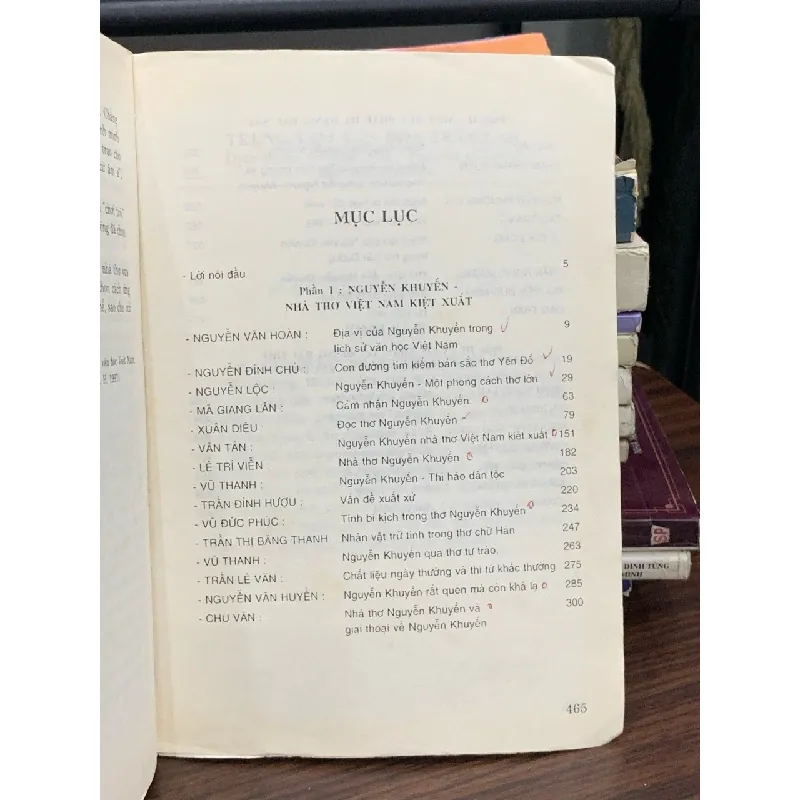 MỤC LỤC
- Lời nói đầu 5
Phần I : NGUYỄN KHUYẾN -
NHÀ THƠ VIỆT NAM KIỆT XUẤT
- NGUYỄN VĂN HOÀN : Địa vị của Nguyễn Khuyến trong 9
lịch sử văn học Việt Nam
- NGUYỄN ĐÌNH CHÚ : Con đường tìm kiếm bản sắc thơ Yên Đổ 19
- NGUYỄN LỘC : Nguyễn Khuyến - Một phong cách thơ lớn 29
- MÃ GIANG LÂN : Cảm nhận Nguyễn Khuyến 63
- XUÂN DIỆU : Đọc thơ Nguyễn Khuyến 79
- VĂN TÂN : Nguyễn Khuyến nhà thơ Việt Nam kiệt xuất 151
- LÊ TRÍ VIỄN : Nhà thơ Nguyễn Khuyến 182
- VŨ THANH : Nguyễn Khuyến - Thi hào dân tộc 203
- TRẦN ĐÌNH HƯỢU : Vấn đề xuất xử 220
- VŨ ĐỨC PHÚC : Tính bi kịch trong thơ Nguyễn Khuyến 234
- TRẦN THỊ BĂNG THANH Nhân vật trữ tình trong thơ chữ Hán 247
- VŨ THANH : Nguyễn Khuyến qua thơ tự trào 263
- TRẦN LÊ VĂN : Chất liệu ngày thường và thi tứ khác thường 275
- NGUYỄN VĂN HUYỀN : Nguyễn Khuyến rất quen mà còn khá lạ 285
- CHU VĂN : Nhà thơ Nguyễn Khuyến và 300
giai thoại về Nguyễn Khuyến
465
ĐINH TÙNG